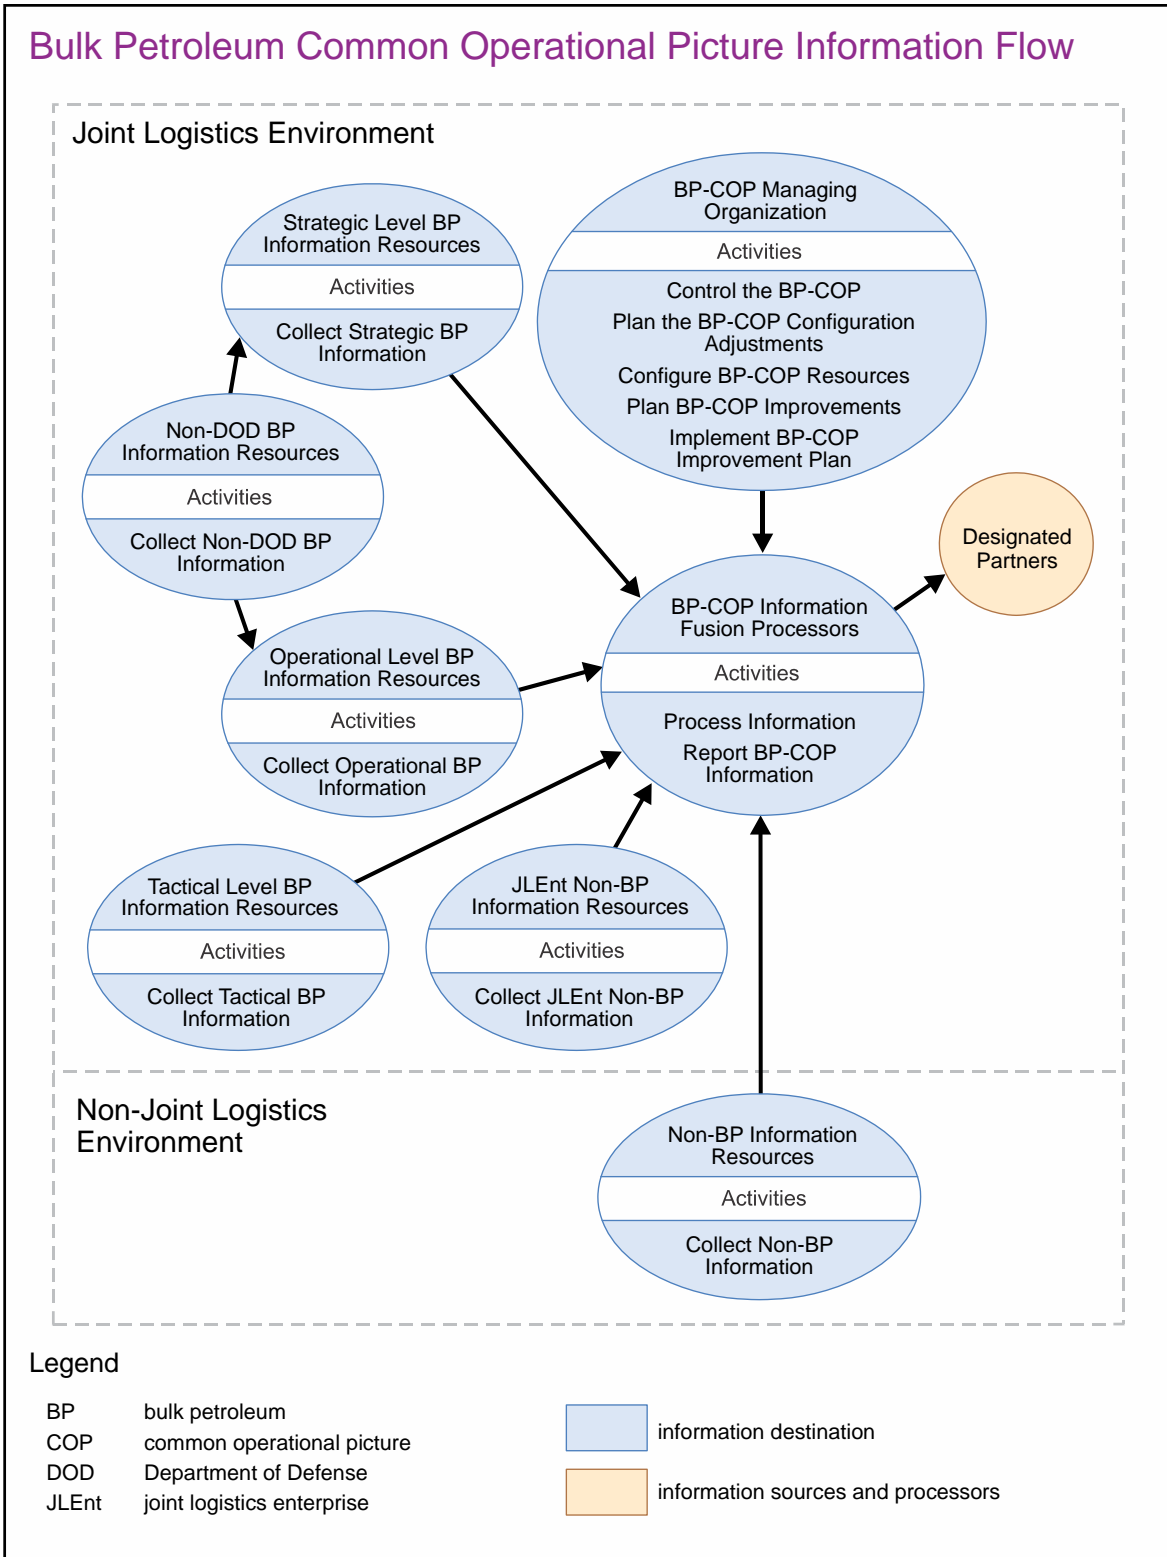 Bulk Petroleum Common Operational Picture Information Flow
Joint Logistics Environment
Strategic Level BP
Information Resources
Activities
Collect Strategic BP
Information
BP-COP Managing
Organization
Activities
Control the BP-COP
Plan the BP-COP Configuration
Adjustments
Configure BP-COP Resources
Plan BP-COP Improvements
Implement BP-COP
Improvement Plan
Non-DOD BP
Information Resources
Activities
Collect Non-DOD BP
Information
Designated
Partners
BP-COP Information
Fusion Processors
Activities
Process Information
Report BP-COP
Information
Operational Level BP
Information Resources
Activities
Collect Operational BP
Information
Tactical Level BP
Information Resources
Activities
Collect Tactical BP
Information
JLEnt Non-BP
Information Resources
Activities
Collect JLEnt Non-BP
Information
Non-Joint Logistics
Environment
Non-BP Information
Resources
Activities
Collect Non-BP
Information
Legend
BP bulk petroleum
COP common operational picture
DOD Department of Defense
JLEnt joint logistics enterprise
information destination
information sources and processors